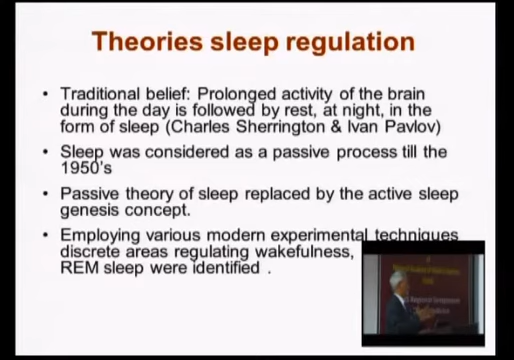 Theories sleep regulation
• Traditional belief: Prolonged activity of the brain
during the day is followed by rest, at night, in the
form of sleep (Charles Sherrington & Ivan Pavlov)
• Sleep was considered as a passive process till the
1950's
• Passive theory of sleep replaced by the active sleep
genesis concept.
• Employing various modern experimental techniques
discrete areas regulating wakefulness,
REM sleep were identified .